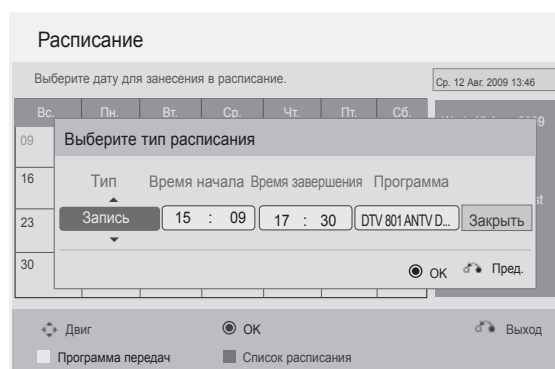 Расписание
Выберите дату для занесения в расписание.
Ср. 12 Авг. 2009 13:46
Вс. Пн. Вт. Ср. Чт. Пт. Сб.
09
Выберите тип расписания
16
Тип Время начала Время завершения Программа
23
Запись 15 : 09 17 : 30 DTV 801 ANTV D... Закрыть
30
OK Пред.
Двиг OK Выход
Программа передач Список расписания